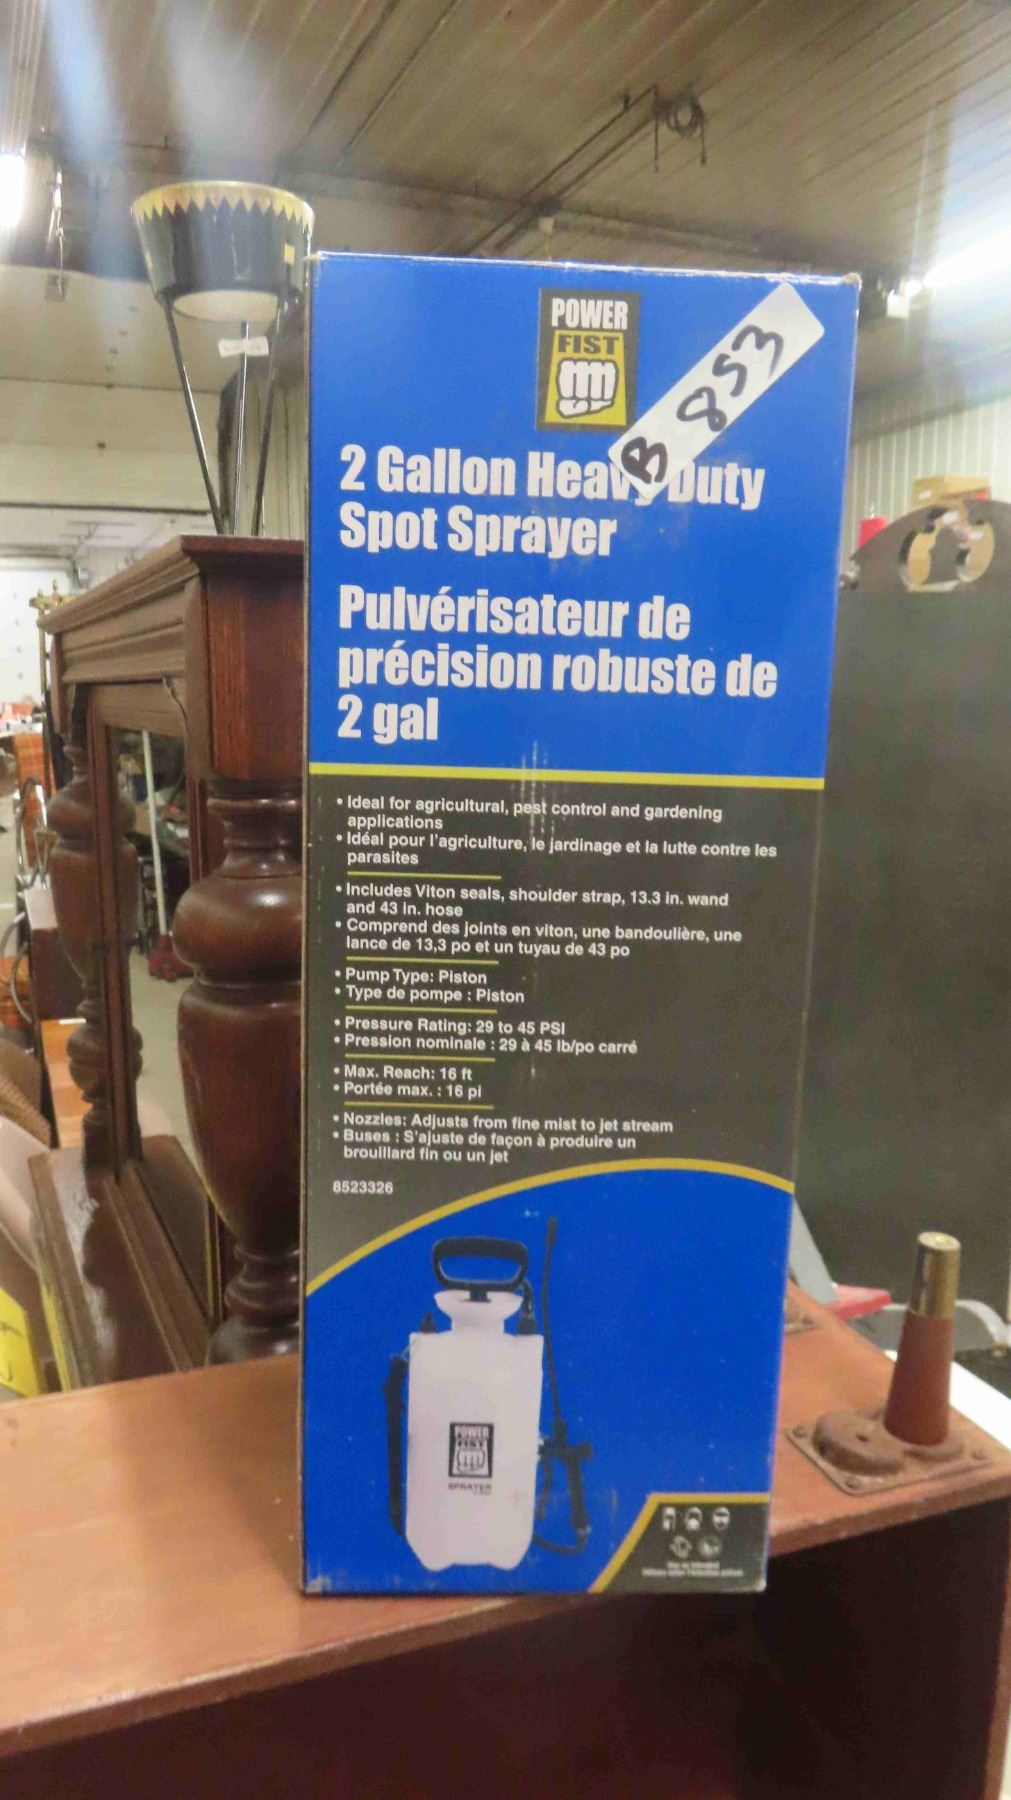 POWER
FIST
B 853
2 Gallon Heavy Duty
Spot Sprayer
Pulvérisateur de
précision robuste de
2 gal
• Ideal for agricultural, pest control and gardening
applications
• Idéal pour l'agriculture, le jardinage et la lutte contre les
parasites
• Includes Viton seals, shoulder strap, 13.3 in. wand
and 43 in. hose
• Comprend des joints en viton, une bandoulière, une
lance de 13,3 po et un tuyau de 43 po
• Pump Type: Piston
• Type de pompe : Piston
• Pressure Rating: 29 to 45 PSI
• Pression nominale : 29 à 45 lb/po carré
• Max. Reach: 16 ft
• Portée max. : 16 pi
• Nozzles: Adjusts from fine mist to jet stream
• Buses : S'ajuste de façon à produire un
brouillard fin ou un jet
8523326
POWER
FIST
SPRAYER